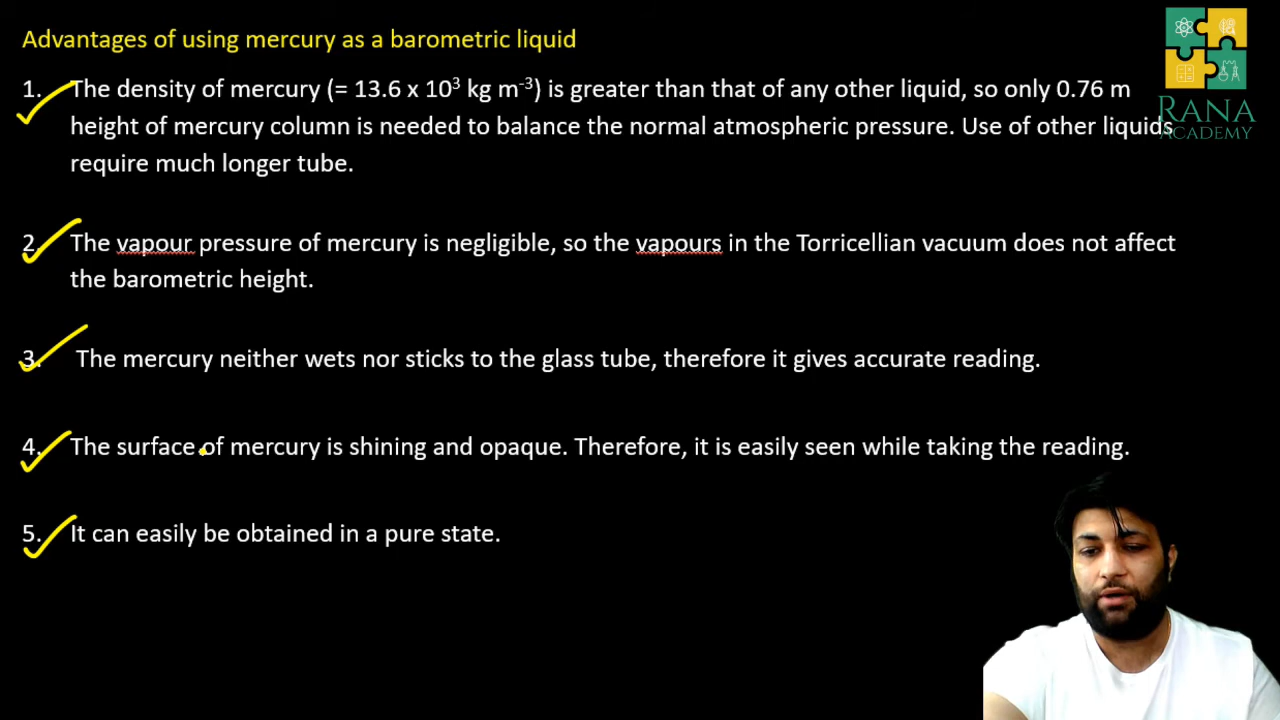 Advantages of using mercury as a barometric liquid
1. The density of mercury (= 13.6 x 10³ kg m⁻³) is greater than that of any other liquid, so only 0.76 m
height of mercury column is needed to balance the normal atmospheric pressure. Use of other liquids
require much longer tube.
2. The vapour pressure of mercury is negligible, so the vapours in the Torricellian vacuum does not affect
the barometric height.
3. The mercury neither wets nor sticks to the glass tube, therefore it gives accurate reading.
4. The surface of mercury is shining and opaque. Therefore, it is easily seen while taking the reading.
5. It can easily be obtained in a pure state.
RANA
ACADEMY